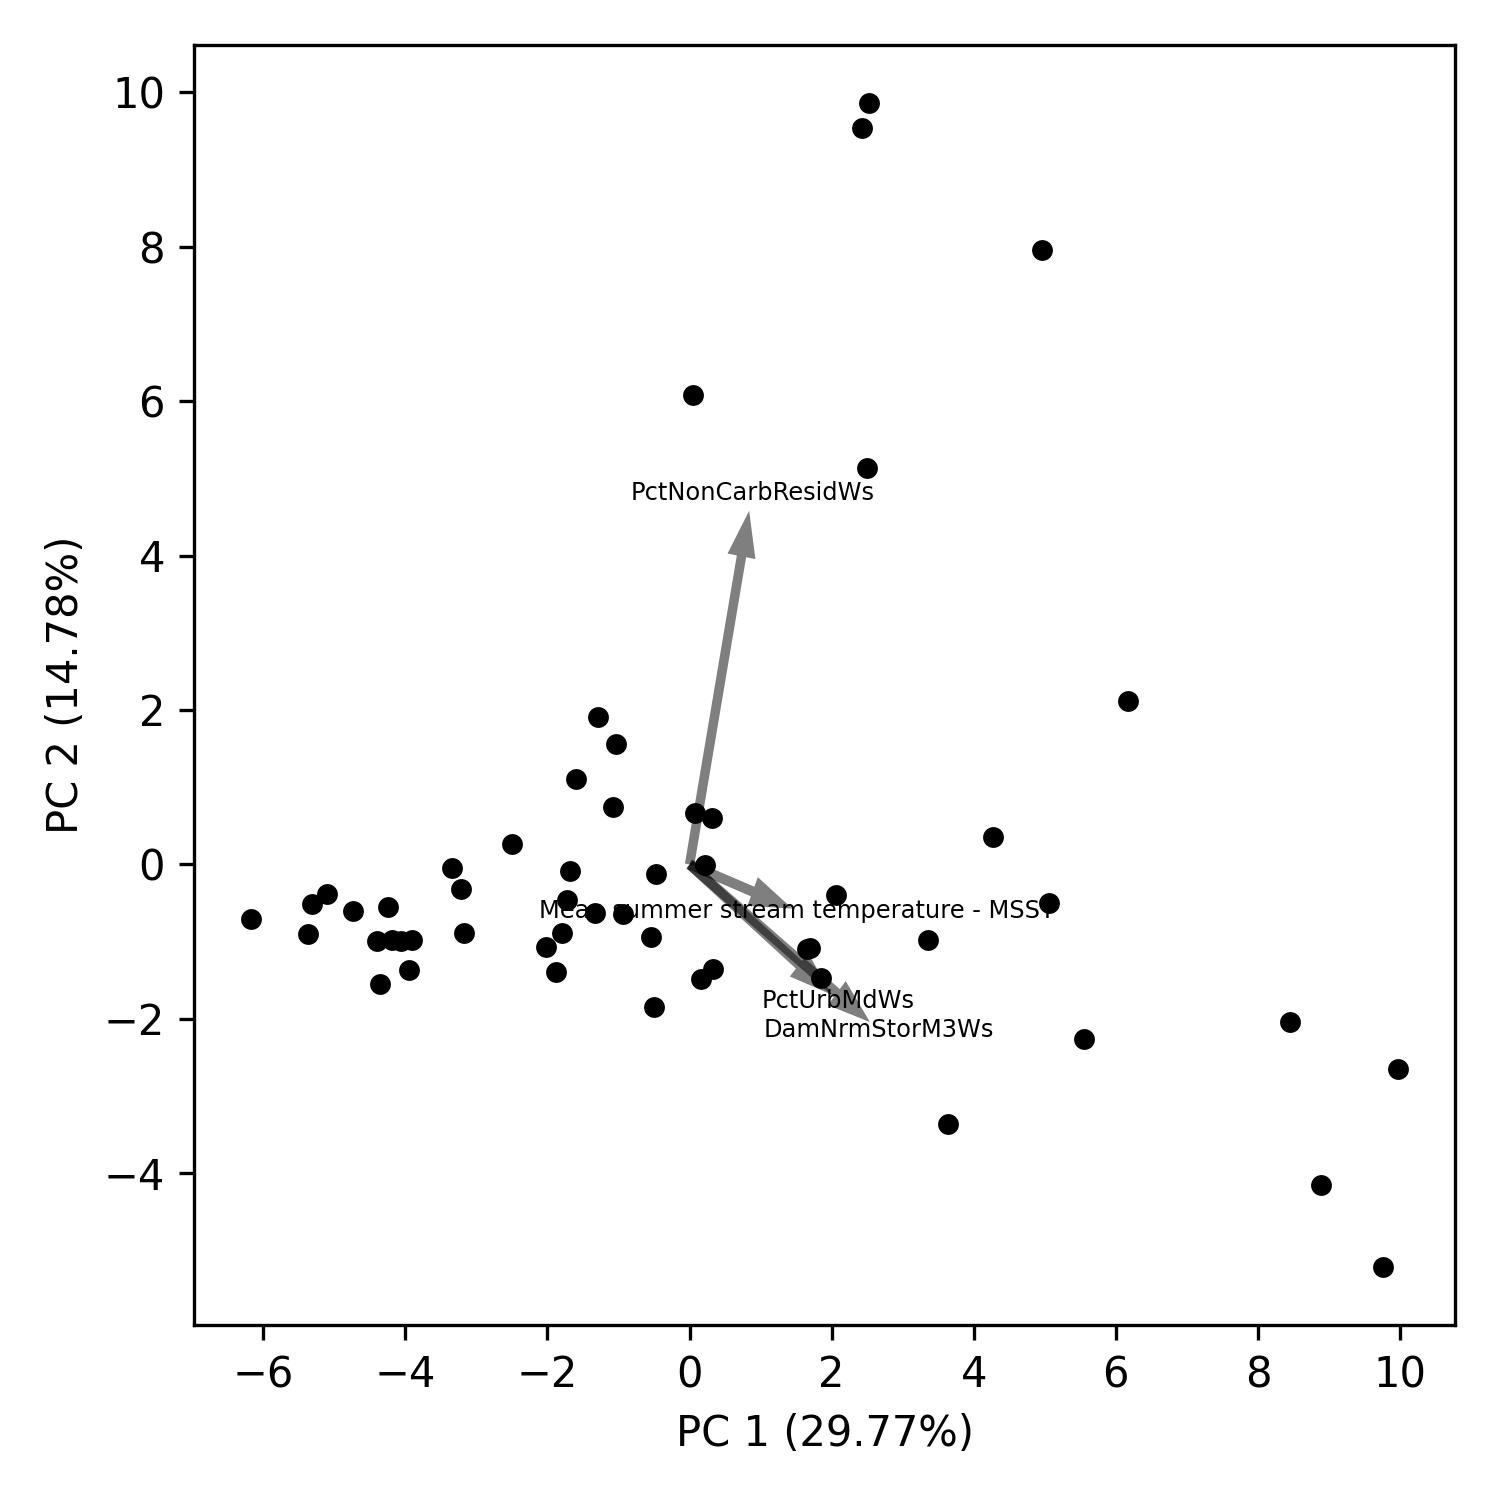 10
8
6
PctNonCarbResidWs
4
2
0
Mean summer stream temperature - MSST
PctUrbMdWs
−2
DamNrmStorM3Ws
−4
−6 −4 −2 0 2 4 6 8 10
PC 1 (29.77%)
PC 2 (14.78%)